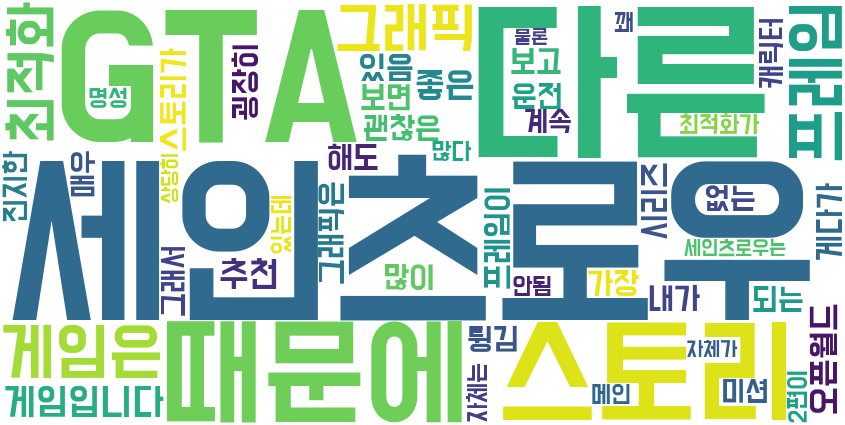 최적화
GTA
명성
스토리가
굉장히
그래픽
있음
보면
좋은
괜찮은
다른
물론
보고
운전
계속
꽤
캐릭터
프레임
최적화가
많다
해도
진지한
매우
상당히
세인츠로우
있는데
그래픽은
그래서
추천
많이
프레임이
안됨
시리즈
없는
세인츠로우는
가장
내가
되는
게다가
게임은
게임입니다
때문에
튕김
자체는
스토리
메인
자체가
미션
2편이
오픈월드